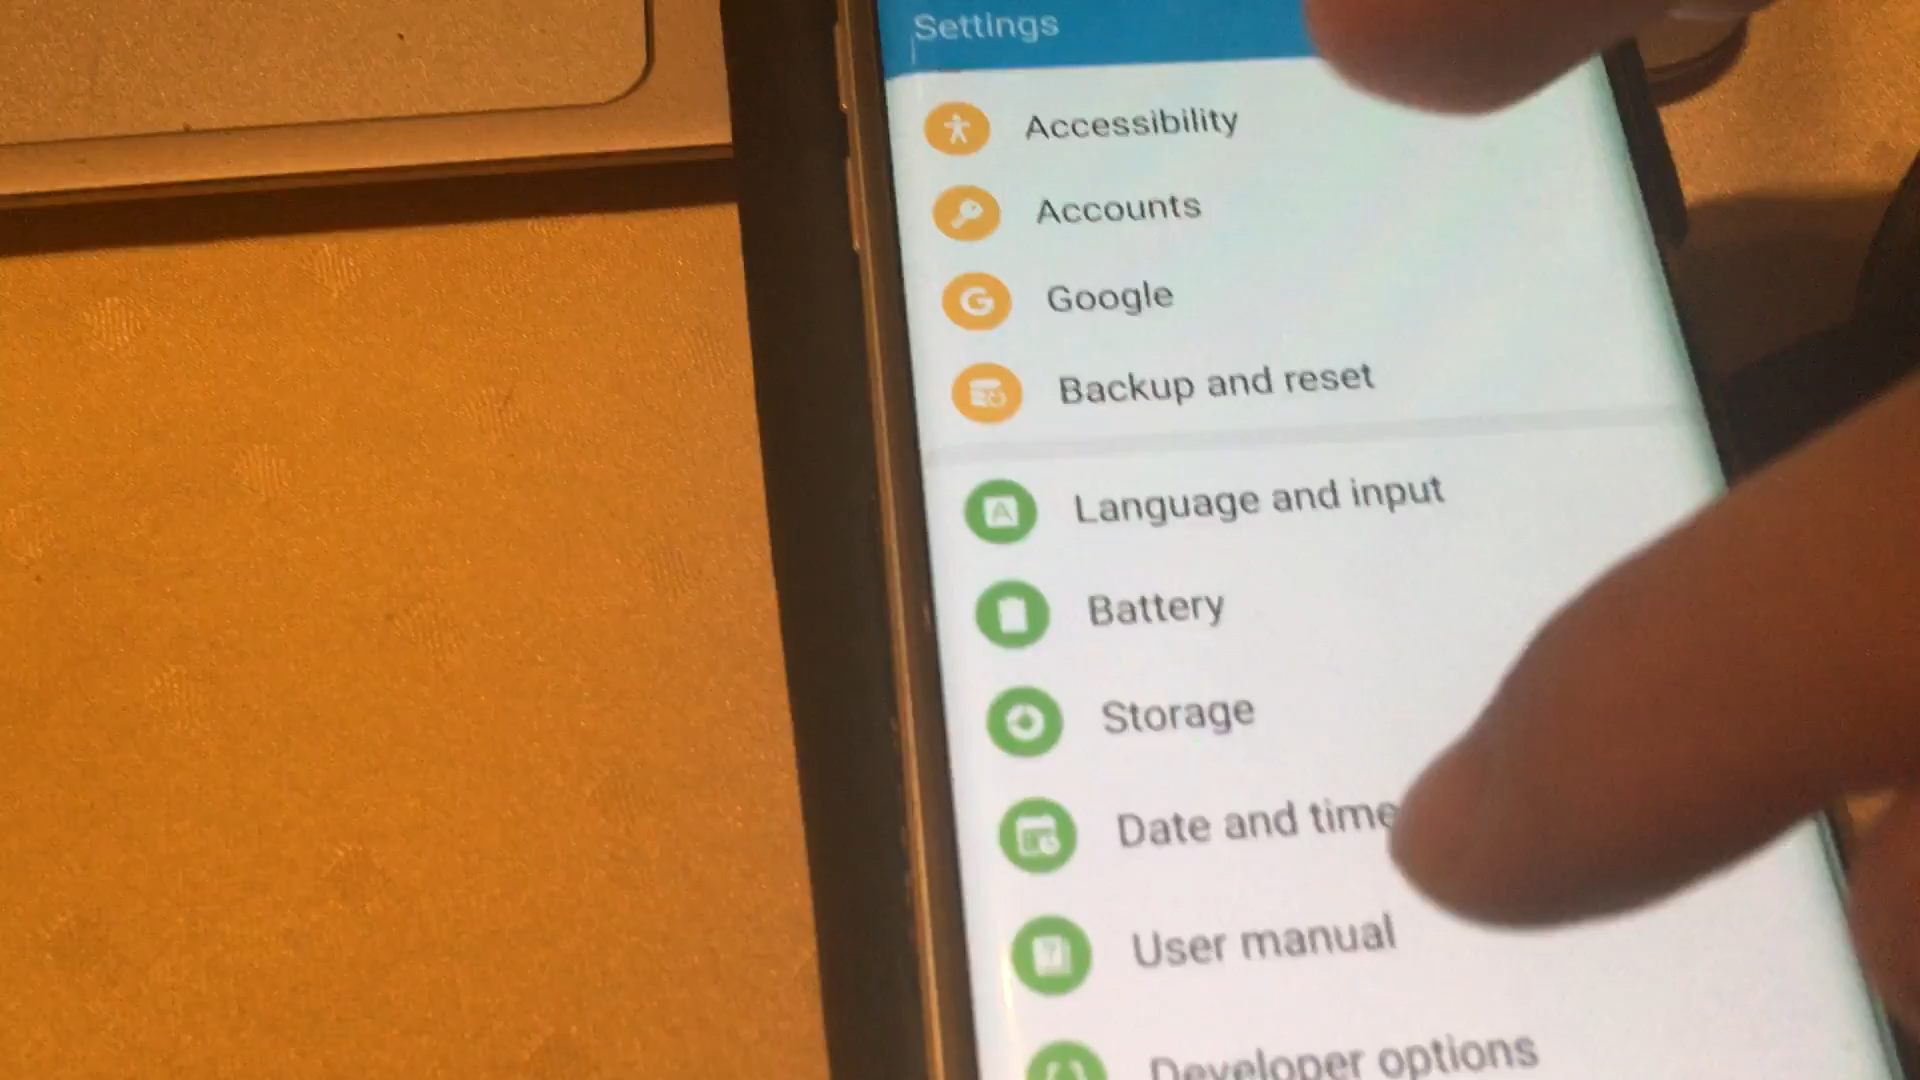 Settings
Accessibility
Accounts
Google
Backup and reset
Language and input
Battery
Storage
Date and time
User manual
Developer options